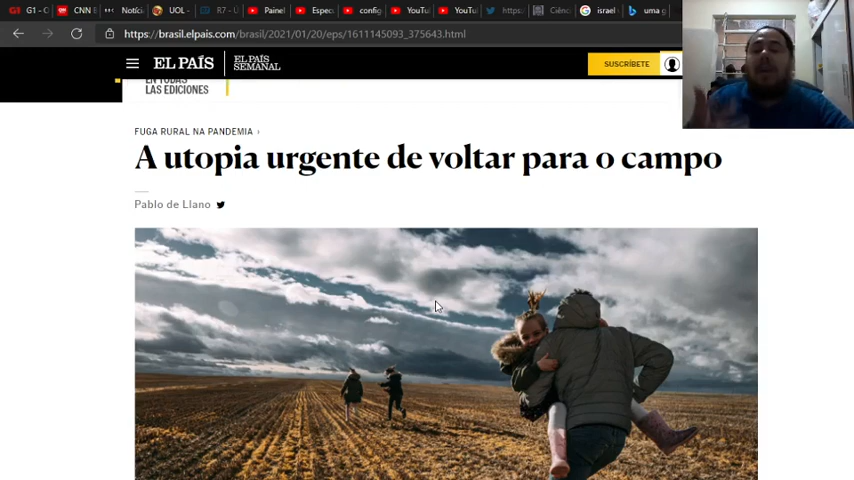 G1 - C
CNN B
Notíci
UOL -
R7 - Ú
Painel
Especu
config
YouTu
YouTu
https:
Ciênc
israel
uma g
https://brasil.elpais.com/brasil/2021/01/20/eps/1611145093_375643.html
EL PAÍS
EL PAÍS
SEMANAL
SUSCRÍBETE
EN TODAS
LAS EDICIONES
FUGA RURAL NA PANDEMIA ›
A utopia urgente de voltar para o campo
Pablo de Llano